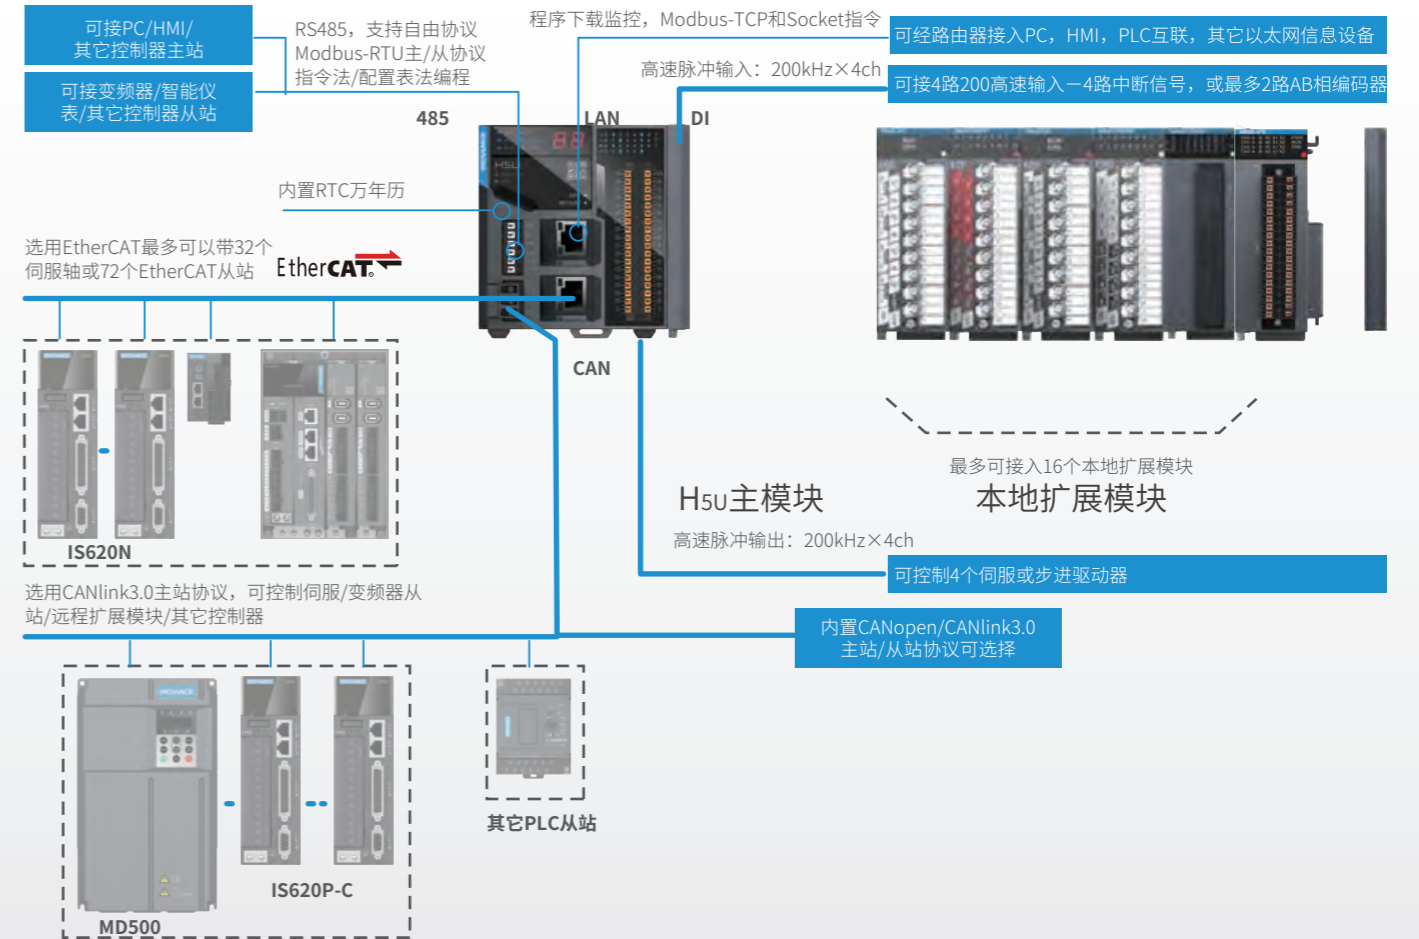 可接PC/HMI/
其它控制器主站
可接变频器/智能仪
表/其它控制器从站
RS485，支持自由协议
Modbus-RTU主/从协议
指令法/配置表法编程
程序下载监控，Modbus-TCP和Socket指令
可经路由器接入PC，HMI，PLC互联，其它以太网信息设备
高速脉冲输入：200kHz×4ch
可接4路200高速输入－4路中断信号，或最多2路AB相编码器
485
LAN
DI
内置RTC万年历
选用EtherCAT最多可以带32个
伺服轴或72个EtherCAT从站
EtherCAT
CAN
IS620N
最多可接入16个本地扩展模块
H5U主模块
本地扩展模块
高速脉冲输出：200kHz×4ch
可控制4个伺服或步进驱动器
选用CANlink3.0主站协议，可控制伺服/变频器从
站/远程扩展模块/其它控制器
内置CANopen/CANlink3.0
主站/从站协议可选择
INOVANCE
其它PLC从站
IS620P-C
MD500